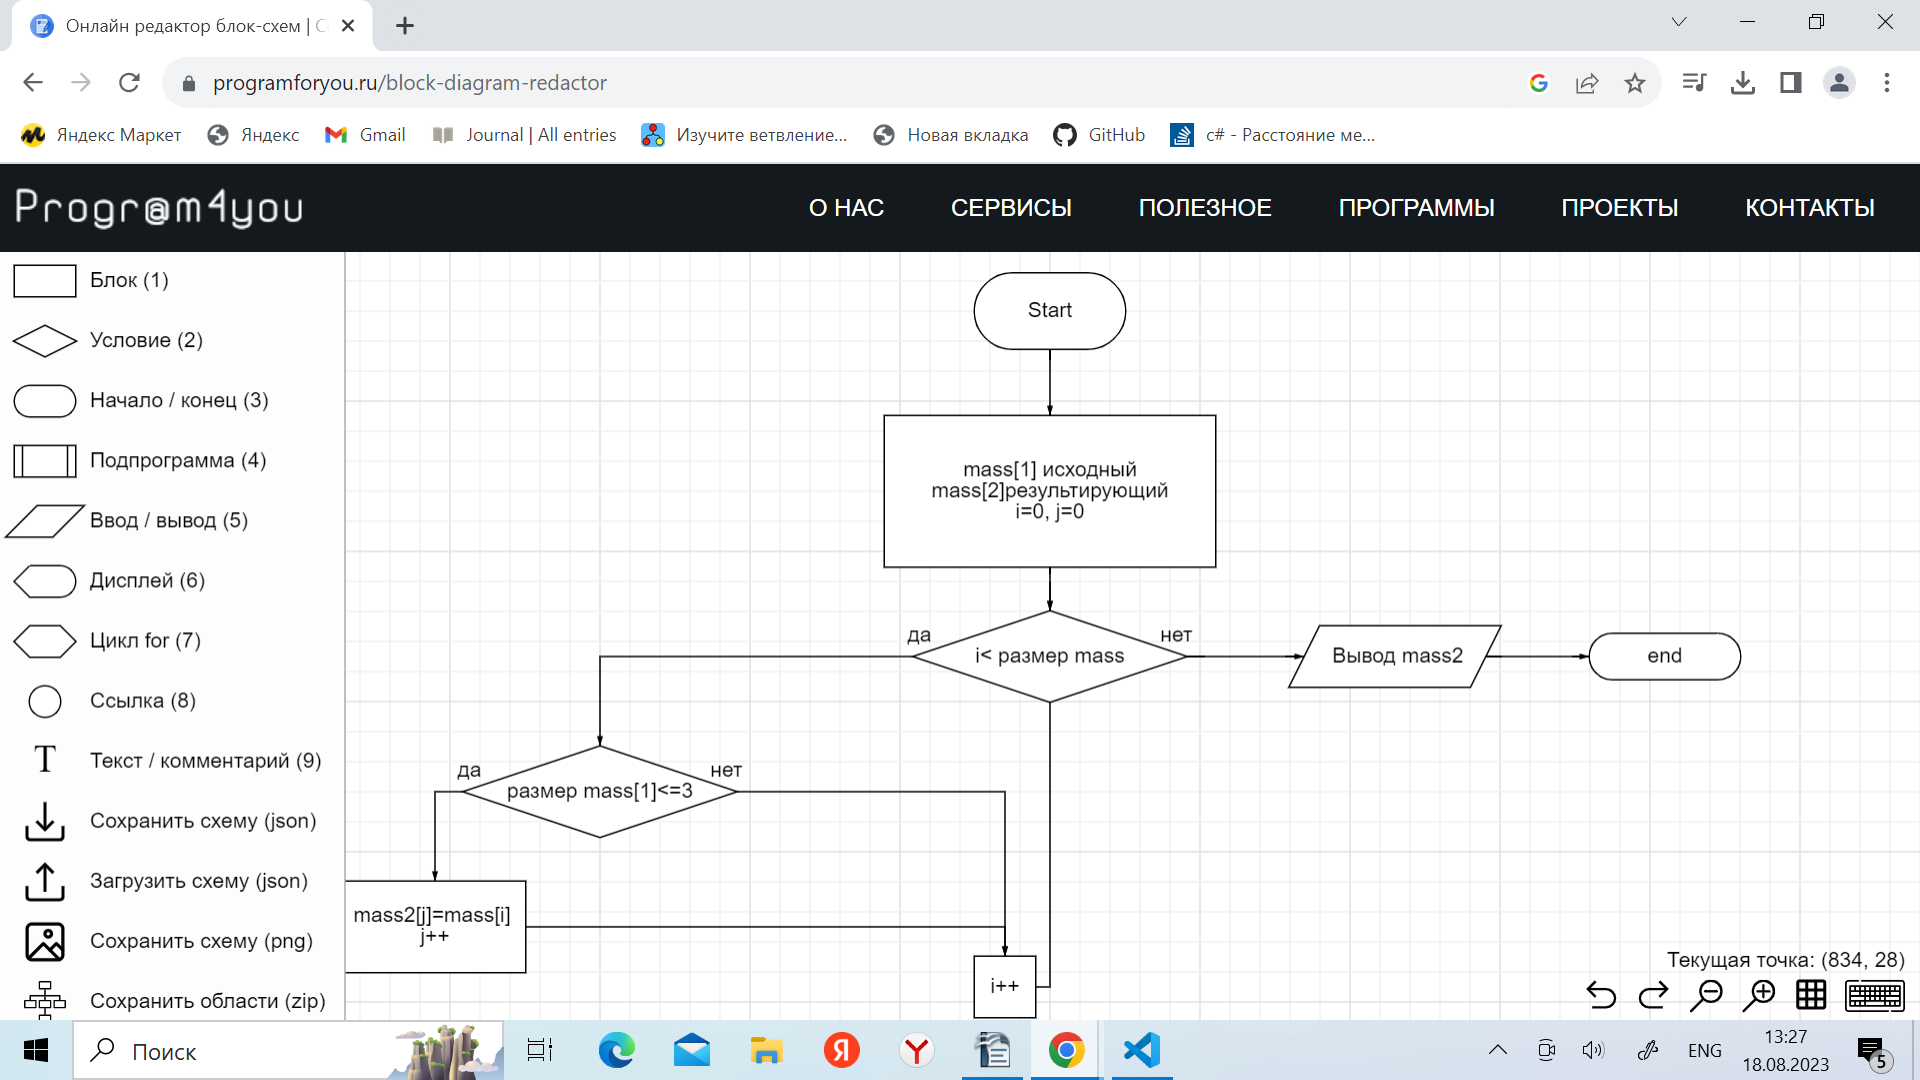 Онлайн редактор блок-схем | С
programforyou.ru/block-diagram-redactor
Яндекс Маркет
Яндекс
Gmail
Journal | All entries
Изучите ветвление...
Новая вкладка
GitHub
c# - Расстояние ме...
Progr@m4you
О НАС
СЕРВИСЫ
ПОЛЕЗНОЕ
ПРОГРАММЫ
ПРОЕКТЫ
КОНТАКТЫ
Блок (1)
Условие (2)
Начало / конец (3)
Подпрограмма (4)
Ввод / вывод (5)
Дисплей (6)
Цикл for (7)
Ссылка (8)
T
Текст / комментарий (9)
Сохранить схему (json)
Загрузить схему (json)
Сохранить схему (png)
Сохранить области (zip)
Start
mass[1] исходный
mass[2]результирующий
i=0, j=0
да
i< размер mass
нет
Вывод mass2
end
да
размер mass[1]<=3
нет
mass2[j]=mass[i]
j++
i++
Текущая точка: (834, 28)
Поиск
ENG
13:27
18.08.2023
5